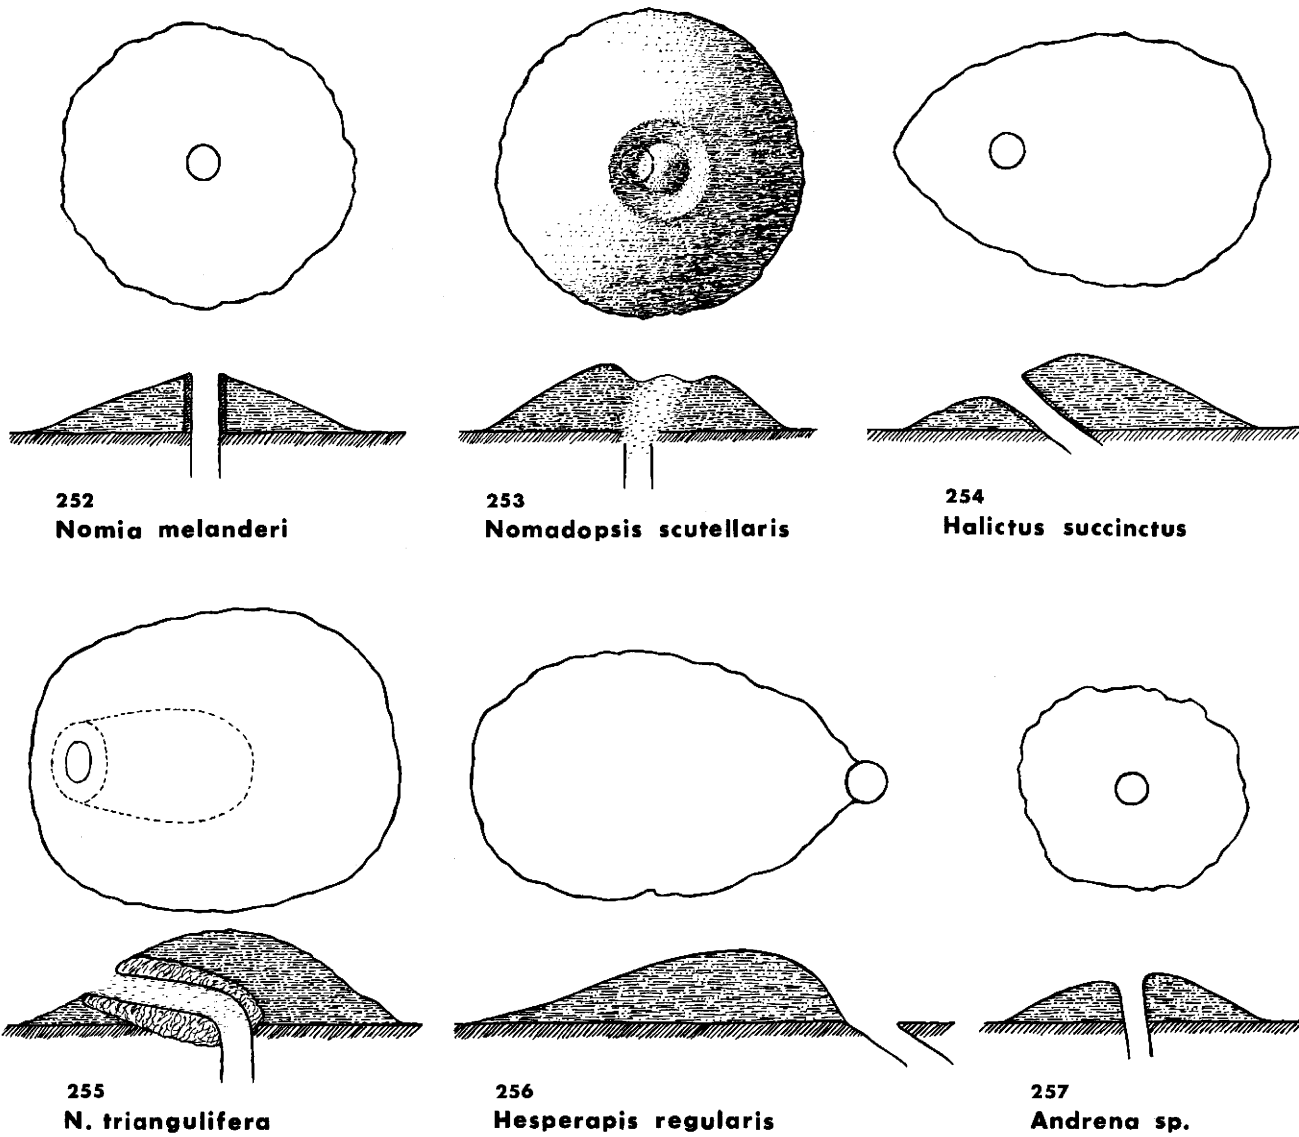 252
Nomia melanderi
253
Nomadopsis scutellaris
254
Halictus succinctus
255
N. triangulifera
256
Hesperapis regularis
257
Andrena sp.